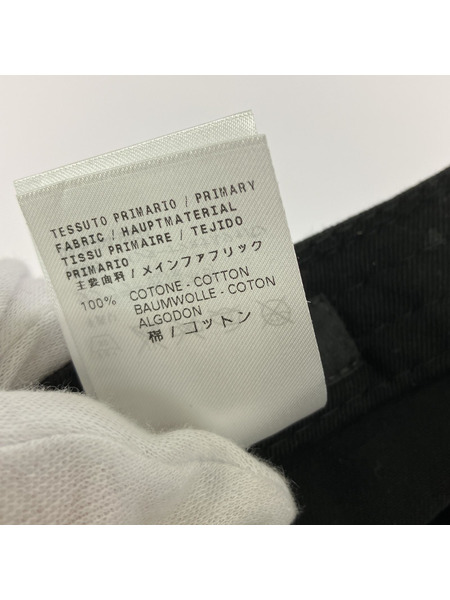 TESSUTO PRIMARIO / PRIMARY
FABRIC / HAUPTMATERIAL
TISSU PRIMAIRE / TEJIDO
PRIMARIO
主要面料 / メインファブリック
100% COTONE - COTTON
BAUMWOLLE - COTON
ALGODON
棉 / コットン